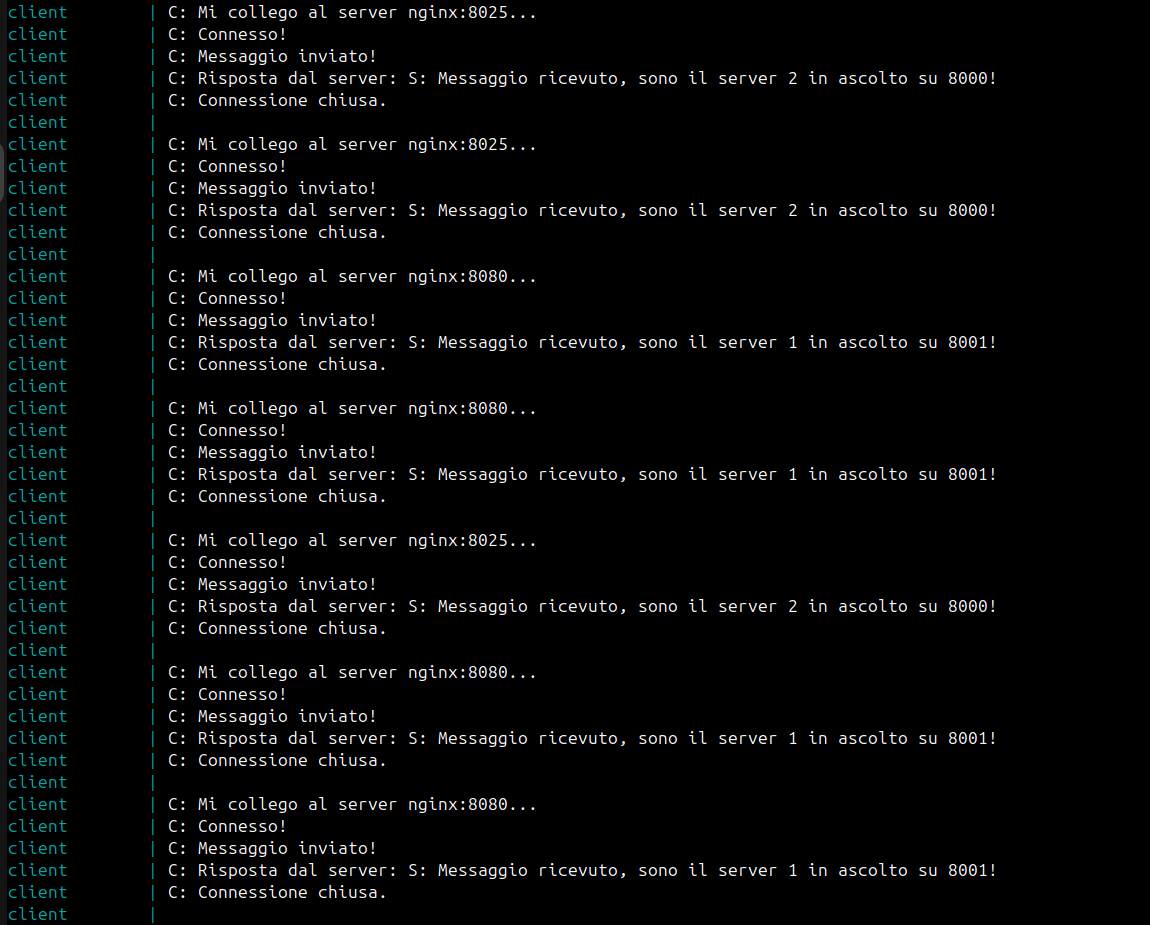 client | C: Mi collego al server nginx:8025...
client | C: Connesso!
client | C: Messaggio inviato!
client | C: Risposta dal server: S: Messaggio ricevuto, sono il server 2 in ascolto su 8000!
client | C: Connessione chiusa.
client |
client | C: Mi collego al server nginx:8025...
client | C: Connesso!
client | C: Messaggio inviato!
client | C: Risposta dal server: S: Messaggio ricevuto, sono il server 2 in ascolto su 8000!
client | C: Connessione chiusa.
client |
client | C: Mi collego al server nginx:8080...
client | C: Connesso!
client | C: Messaggio inviato!
client | C: Risposta dal server: S: Messaggio ricevuto, sono il server 1 in ascolto su 8001!
client | C: Connessione chiusa.
client |
client | C: Mi collego al server nginx:8080...
client | C: Connesso!
client | C: Messaggio inviato!
client | C: Risposta dal server: S: Messaggio ricevuto, sono il server 1 in ascolto su 8001!
client | C: Connessione chiusa.
client |
client | C: Mi collego al server nginx:8025...
client | C: Connesso!
client | C: Messaggio inviato!
client | C: Risposta dal server: S: Messaggio ricevuto, sono il server 2 in ascolto su 8000!
client | C: Connessione chiusa.
client |
client | C: Mi collego al server nginx:8080...
client | C: Connesso!
client | C: Messaggio inviato!
client | C: Risposta dal server: S: Messaggio ricevuto, sono il server 1 in ascolto su 8001!
client | C: Connessione chiusa.
client |
client | C: Mi collego al server nginx:8080...
client | C: Connesso!
client | C: Messaggio inviato!
client | C: Risposta dal server: S: Messaggio ricevuto, sono il server 1 in ascolto su 8001!
client | C: Connessione chiusa.
client |